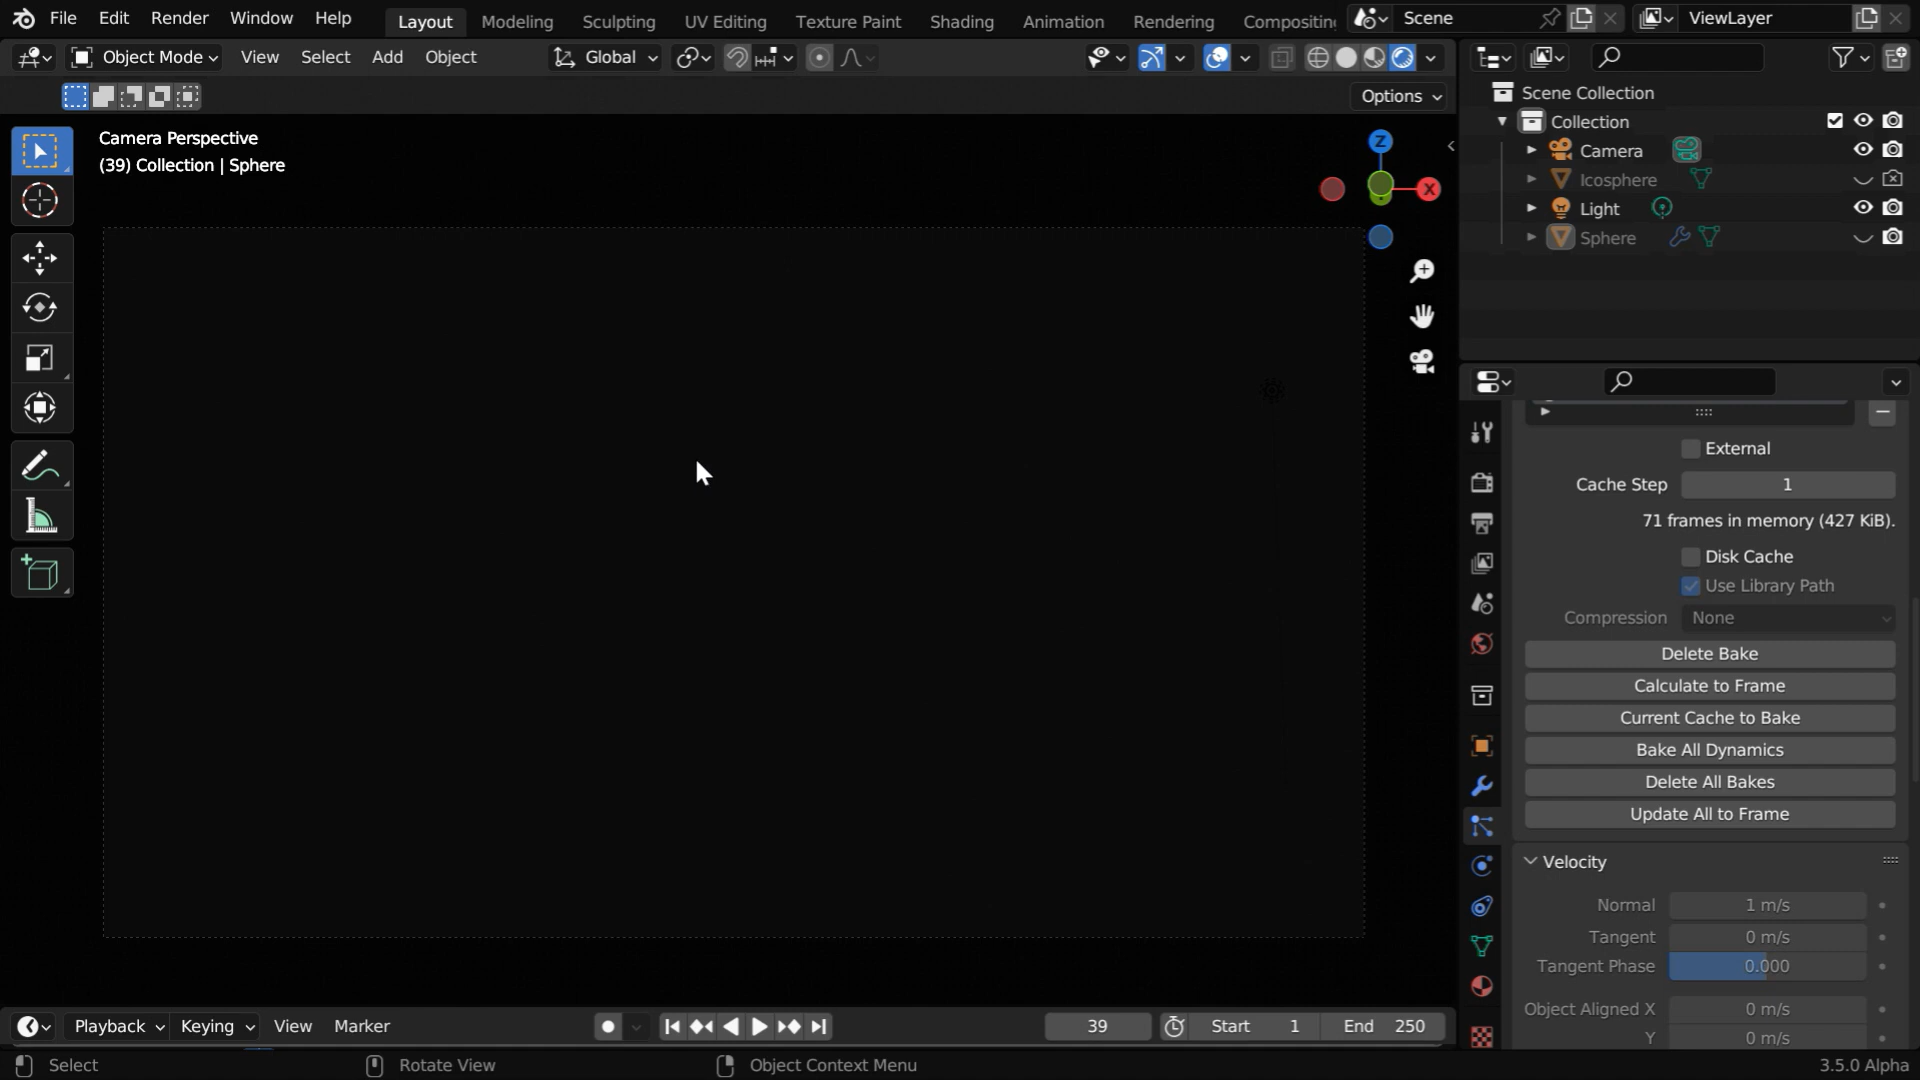 File Edit Render Window Help Layout Modeling Sculpting UV Editing Texture Paint Shading Animation Rendering Compositing Scene ViewLayer
Object Mode View Select Add Object Global
Options
Camera Perspective
(39) Collection | Sphere
Z
X
Scene Collection
Collection
Camera
Icosphere
Light
Sphere
External
Cache Step 1
71 frames in memory (427 KiB).
Disk Cache
Use Library Path
Compression None
Delete Bake
Calculate to Frame
Current Cache to Bake
Bake All Dynamics
Delete All Bakes
Update All to Frame
Velocity
Normal 1 m/s
Tangent 0 m/s
Tangent Phase 0.000
Object Aligned X 0 m/s
Y 0 m/s
Playback Keying View Marker 39 Start 1 End 250
Select Rotate View Object Context Menu 3.5.0 Alpha